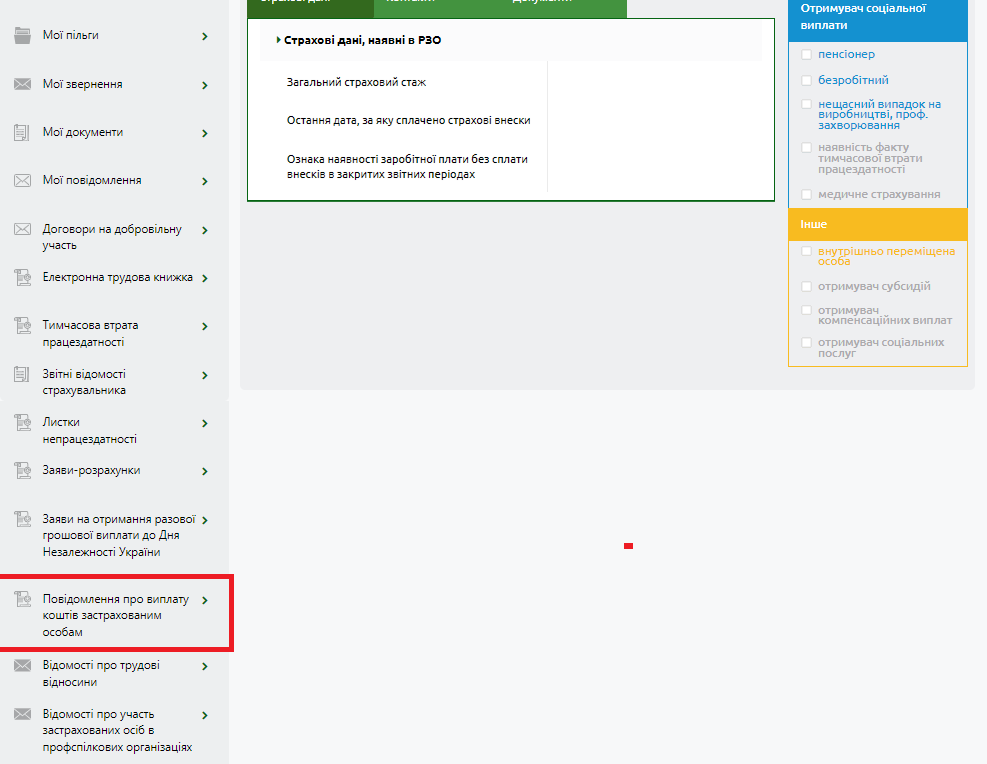 Мої пільги
Мої звернення
Мої документи
Мої повідомлення
Договори на добровільну
участь
Електронна трудова книжка
Тимчасова втрата
працездатності
Звітні відомості
страхувальника
Листки
непрацездатності
Заяви-розрахунки
Заяви на отримання разової
грошової виплати до Дня
Незалежності України
Повідомлення про виплату
коштів застрахованим
особам
Відомості про трудові
відносини
Відомості про участь
застрахованих осіб в
профспілкових організаціях
Страхові дані, наявні в РЗО
Загальний страховий стаж
Остання дата, за яку сплачено страхові внески
Ознака наявності заробітної плати без сплати
внесків в закритих звітних періодах
Отримувач соціальної
виплати
пенсіонер
безробітний
нещасний випадок на
виробництві, проф.
захворювання
наявність факту
тимчасової втрати
працездатності
медичне страхування
Інше
внутрішньо переміщена
особа
отримувач субсидій
отримувач
компенсаційних виплат
отримувач соціальних
послуг